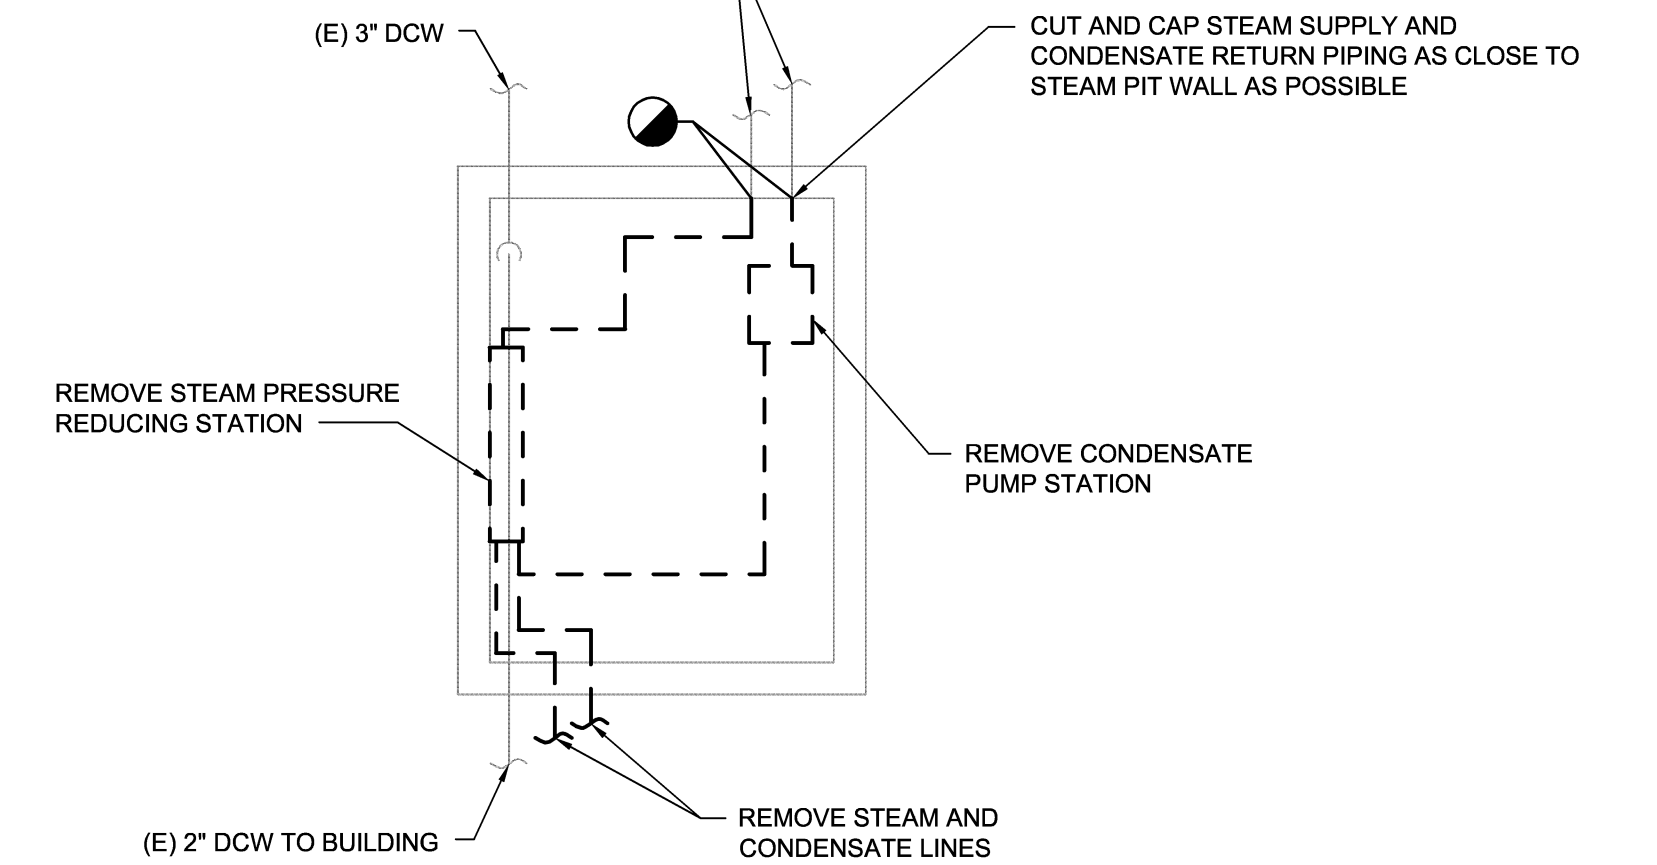 (E) 3" DCW
CUT AND CAP STEAM SUPPLY AND
CONDENSATE RETURN PIPING AS CLOSE TO
STEAM PIT WALL AS POSSIBLE
REMOVE STEAM PRESSURE
REDUCING STATION
REMOVE CONDENSATE
PUMP STATION
REMOVE STEAM AND
CONDENSATE LINES
(E) 2" DCW TO BUILDING